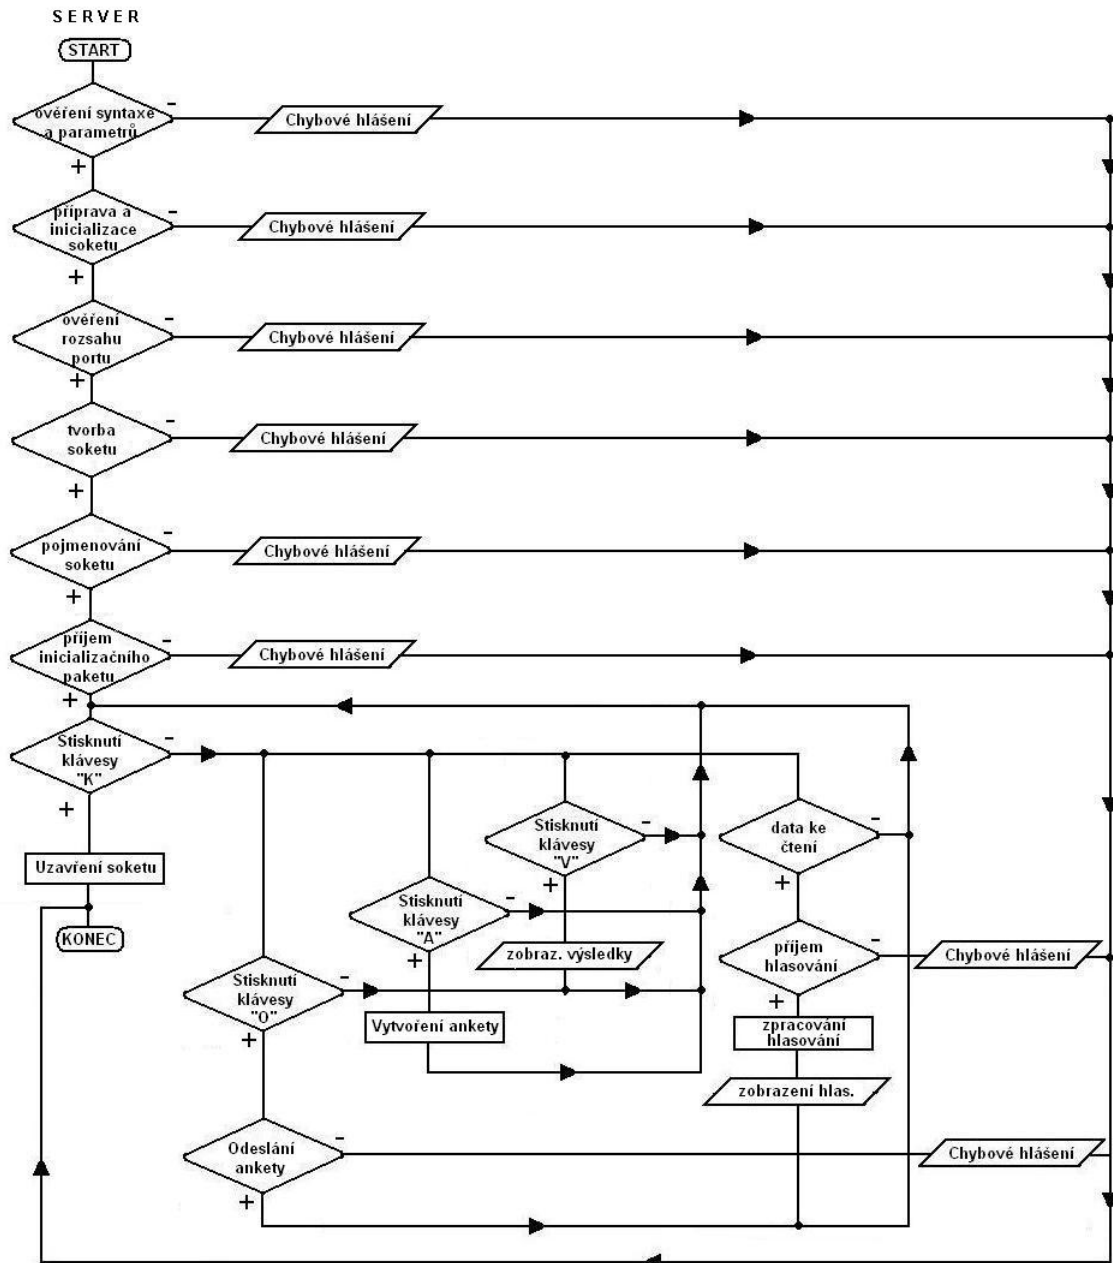 SERVER
START
ověření syntaxe
a parametrů
-
Chybové hlášení
+
příprava a
inicializace
soketu
-
Chybové hlášení
+
ověření
rozsahu
portu
-
Chybové hlášení
+
tvorba
soketu
-
Chybové hlášení
+
pojmenování
soketu
-
Chybové hlášení
+
příjem
inicializačního
paketu
-
Chybové hlášení
+
Stisknutí
klávesy
"K"
-
+
Uzavření soketu
KONEC
Stisknutí
klávesy
"V"
-
+
zobraz. výsledky
data ke
čtení
-
+
Stisknutí
klávesy
"A"
-
+
Vytvoření ankety
příjem
hlasování
-
Chybové hlášení
+
zpracování
hlasování
zobrazení hlas.
Stisknutí
klávesy
"O"
-
+
Odeslání
ankety
-
Chybové hlášení
+